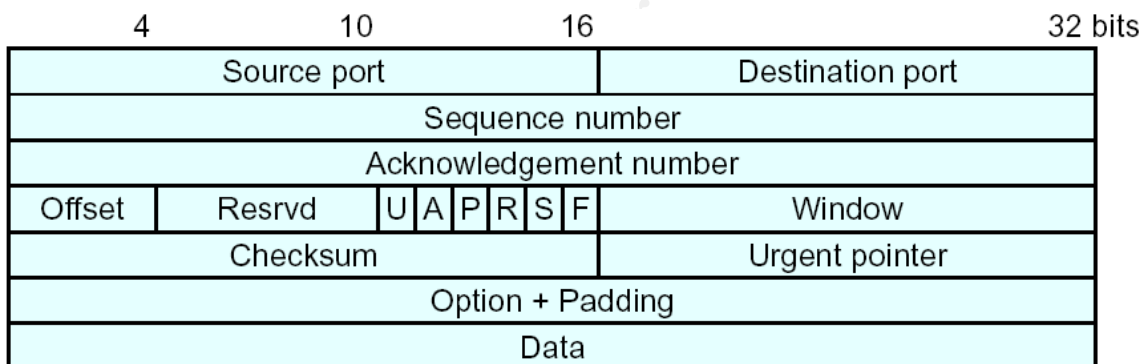 4 10 16 32 bits
Source port Destination port
Sequence number
Acknowledgement number
Offset Resrvd U A P R S F Window
Checksum Urgent pointer
Option + Padding
Data